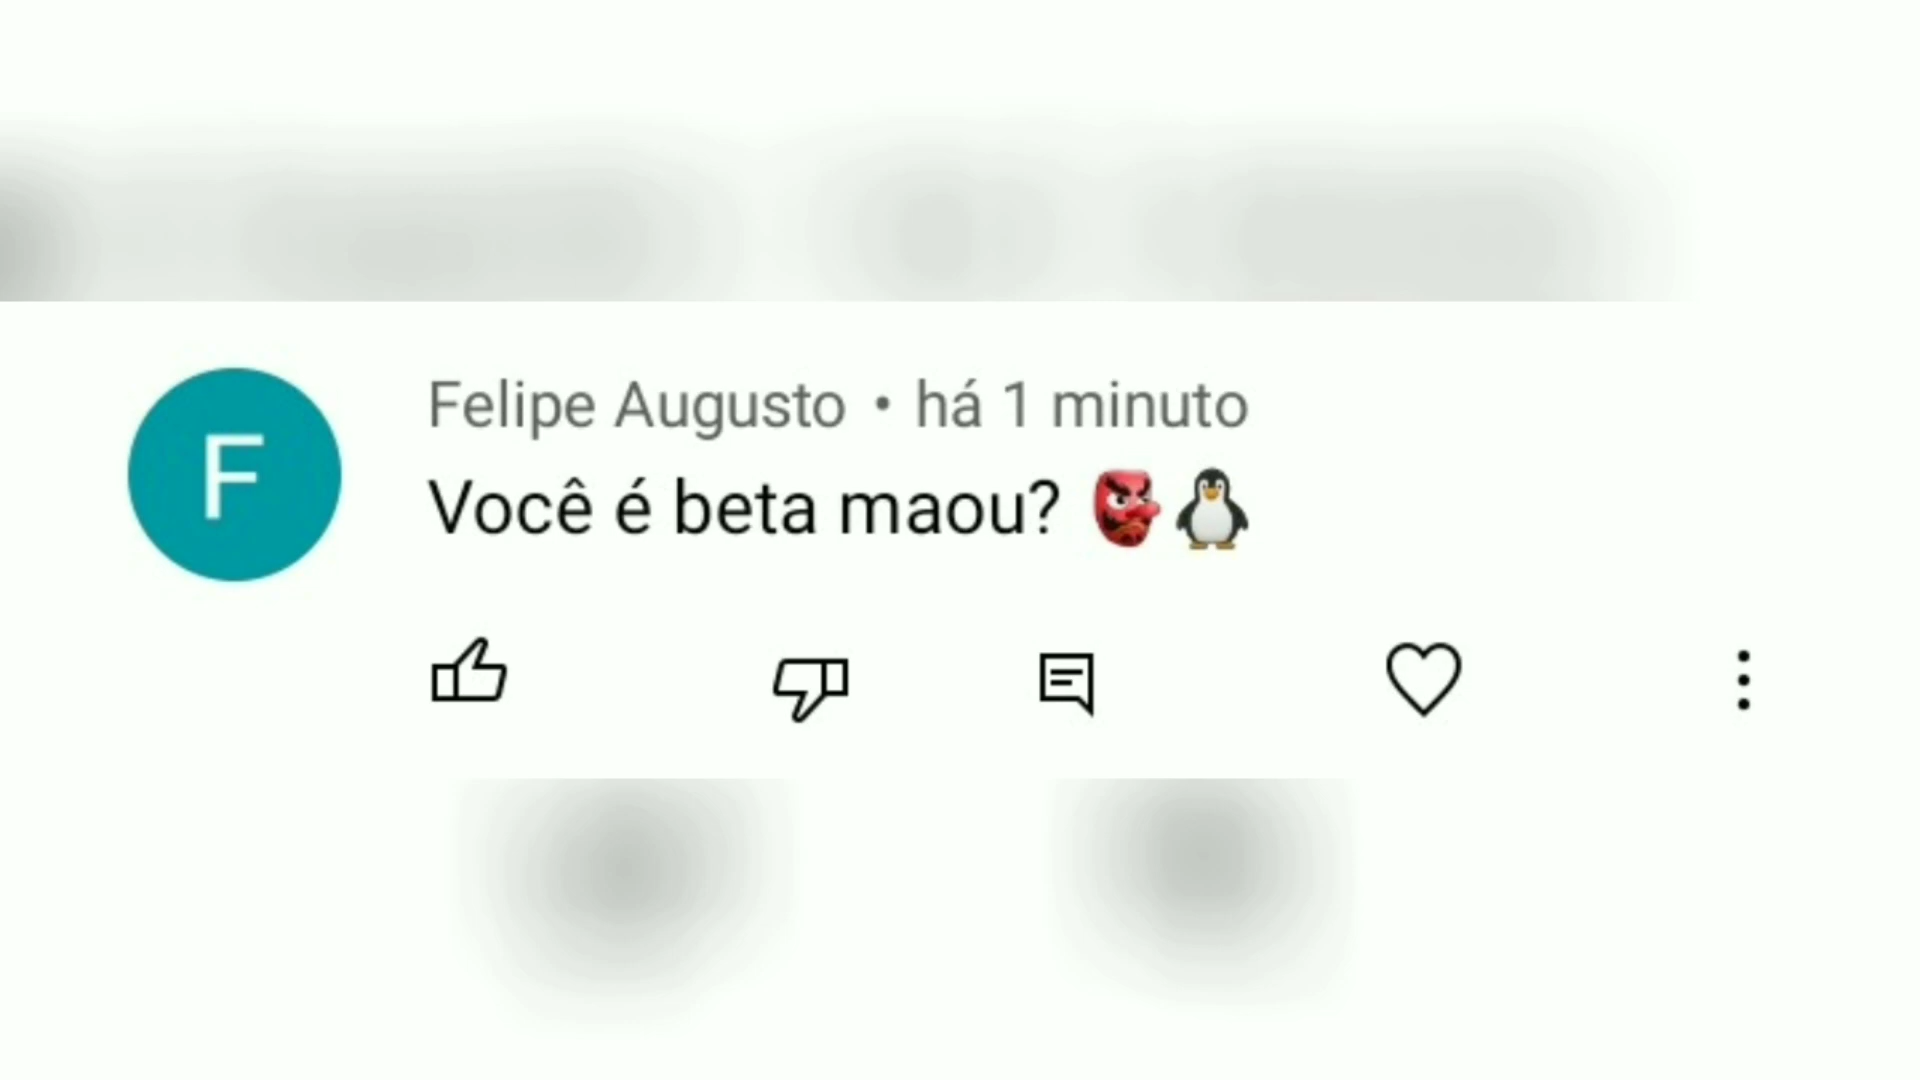 F
Felipe Augusto • há 1 minuto
Você é beta maou? 👺🐧